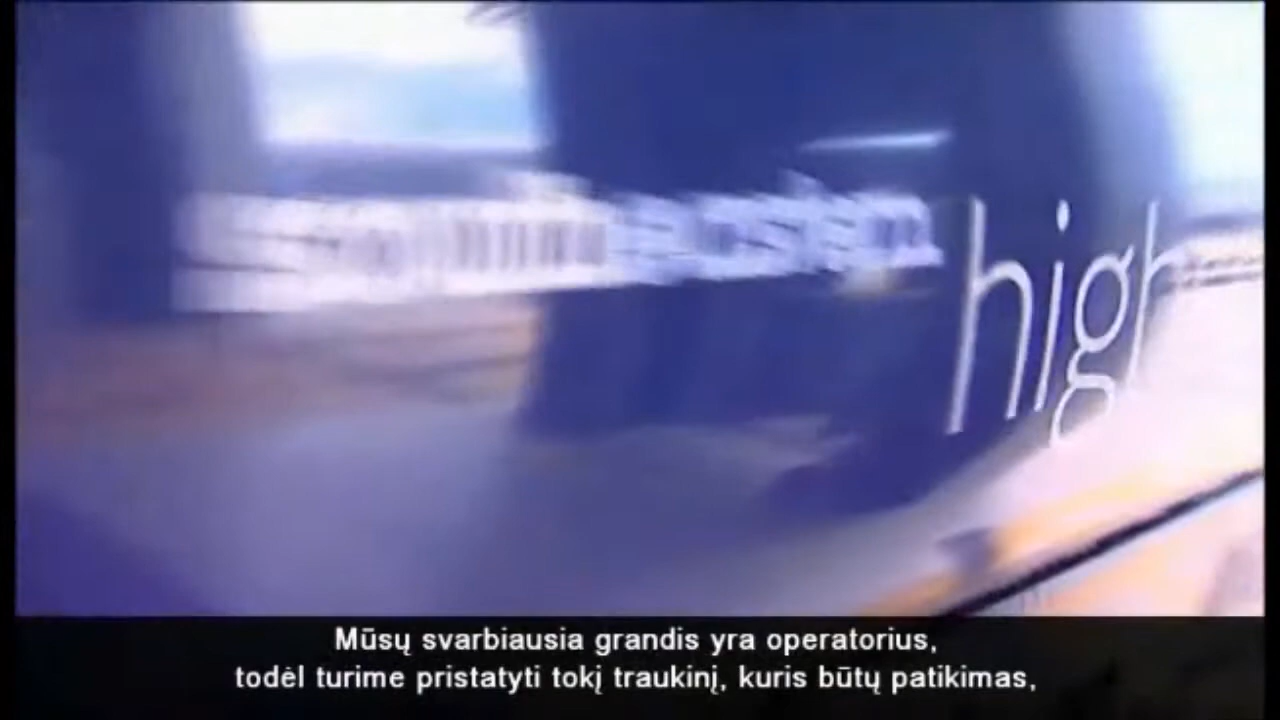 high
Mūsų svarbiausia grandis yra operatorius,
todėl turime pristatyti tokį traukinį, kuris būtų patikimas,